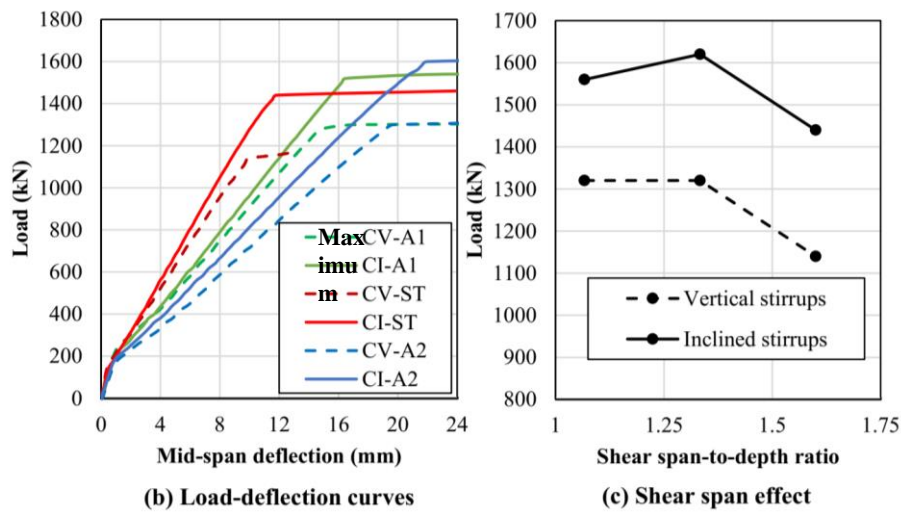 1800
1600
1400
1200
1000
800
600
400
200
0
Load (kN)
0 4 8 12 16 20 24
Mid-span deflection (mm)
Maximum
CV-A1
CI-A1
CV-ST
CI-ST
CV-A2
CI-A2
(b) Load-deflection curves
1700
1600
1500
1400
1300
1200
1100
1000
900
800
Load (kN)
1 1.25 1.5 1.75
Shear span-to-depth ratio
Vertical stirrups
Inclined stirrups
(c) Shear span effect